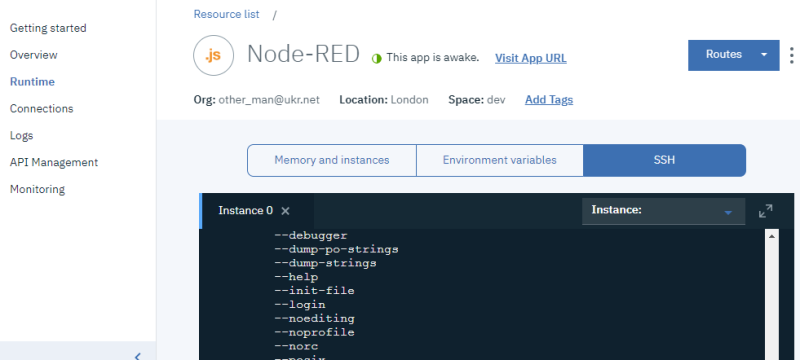 Resource list /
Getting started
Overview
Runtime
Connections
Logs
API Management
Monitoring
.js
Node-RED
This app is awake.
Visit App URL
Routes
Org: other_man@ukr.net Location: London Space: dev Add Tags
Memory and instances
Environment variables
SSH
Instance 0 ×
Instance:
--debugger
--dump-po-strings
--dump-strings
--help
--init-file
--login
--noediting
--noprofile
--norc
--posix